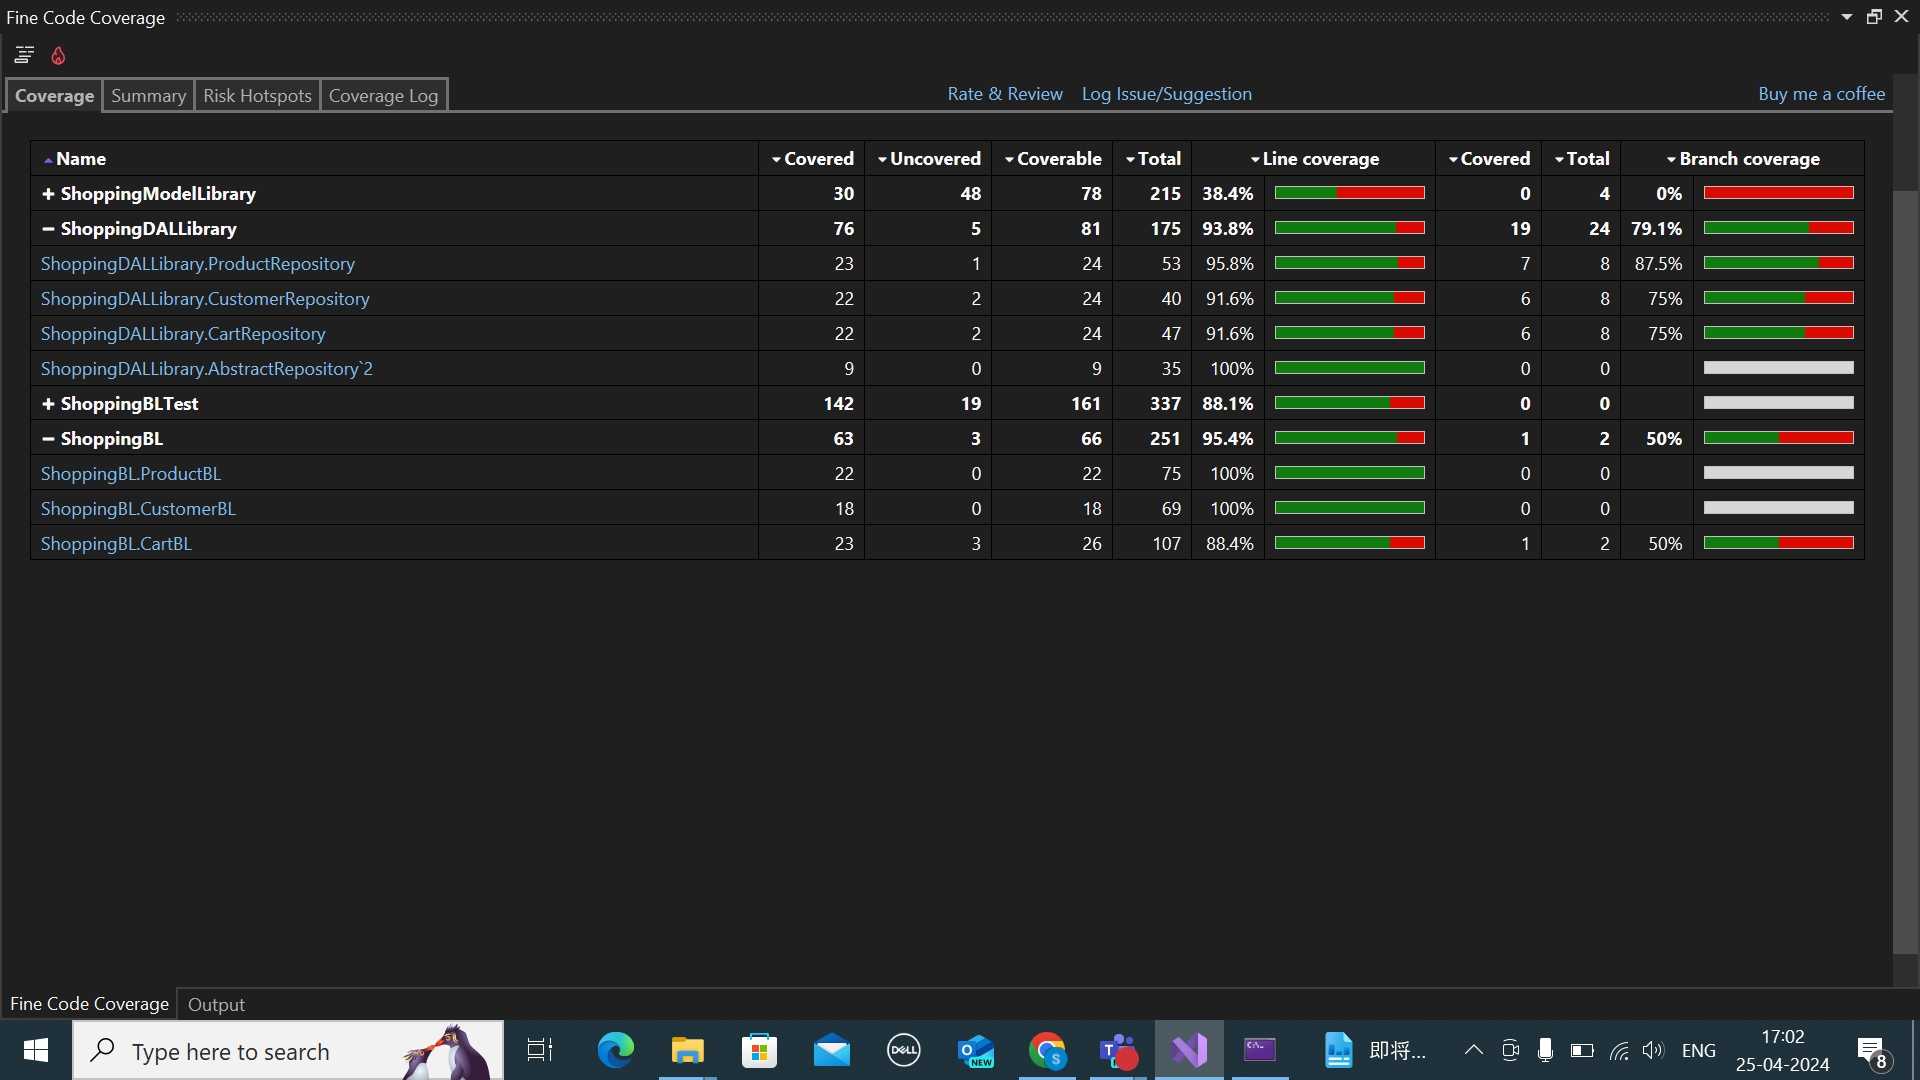 Fine Code Coverage
Coverage Summary Risk Hotspots Coverage Log Rate & Review Log Issue/Suggestion Buy me a coffee
Name Covered Uncovered Coverable Total Line coverage Covered Total Branch coverage
+ ShoppingModelLibrary 30 48 78 215 38.4% 0 4 0%
− ShoppingDALLibrary 76 5 81 175 93.8% 19 24 79.1%
ShoppingDALLibrary.ProductRepository 23 1 24 53 95.8% 7 8 87.5%
ShoppingDALLibrary.CustomerRepository 22 2 24 40 91.6% 6 8 75%
ShoppingDALLibrary.CartRepository 22 2 24 47 91.6% 6 8 75%
ShoppingDALLibrary.AbstractRepository`2 9 0 9 35 100% 0 0
+ ShoppingBLTest 142 19 161 337 88.1% 0 0
− ShoppingBL 63 3 66 251 95.4% 1 2 50%
ShoppingBL.ProductBL 22 0 22 75 100% 0 0
ShoppingBL.CustomerBL 18 0 18 69 100% 0 0
ShoppingBL.CartBL 23 3 26 107 88.4% 1 2 50%
Fine Code Coverage Output
Type here to search DELL NEW S T C:\_ 即将... ENG 17:02
25-04-2024 8